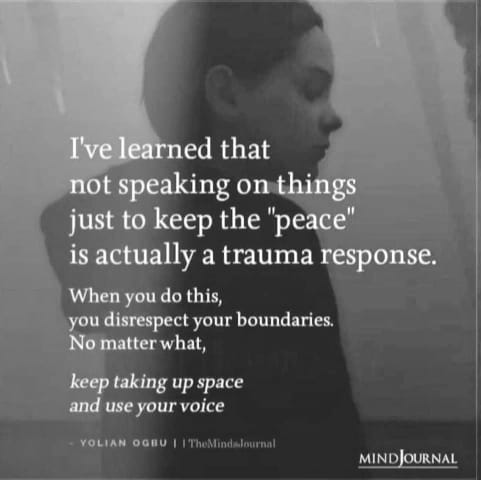 I've learned that
not speaking on things
just to keep the "peace"
is actually a trauma response.
When you do this,
you disrespect your boundaries.
No matter what,
keep taking up space
and use your voice
- YOLIAN OGBU | | TheMindsJournal
MINDJOURNAL